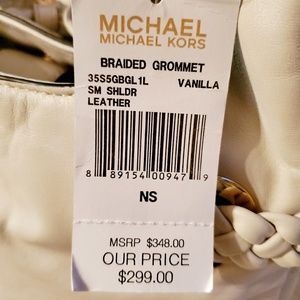 MICHAEL
MICHAEL KORS
BRAIDED GROMMET
35S5GBGL1L VANILLA
SM SHLDR
LEATHER
8 89154 00947 9
NS
MSRP $348.00
OUR PRICE
$299.00